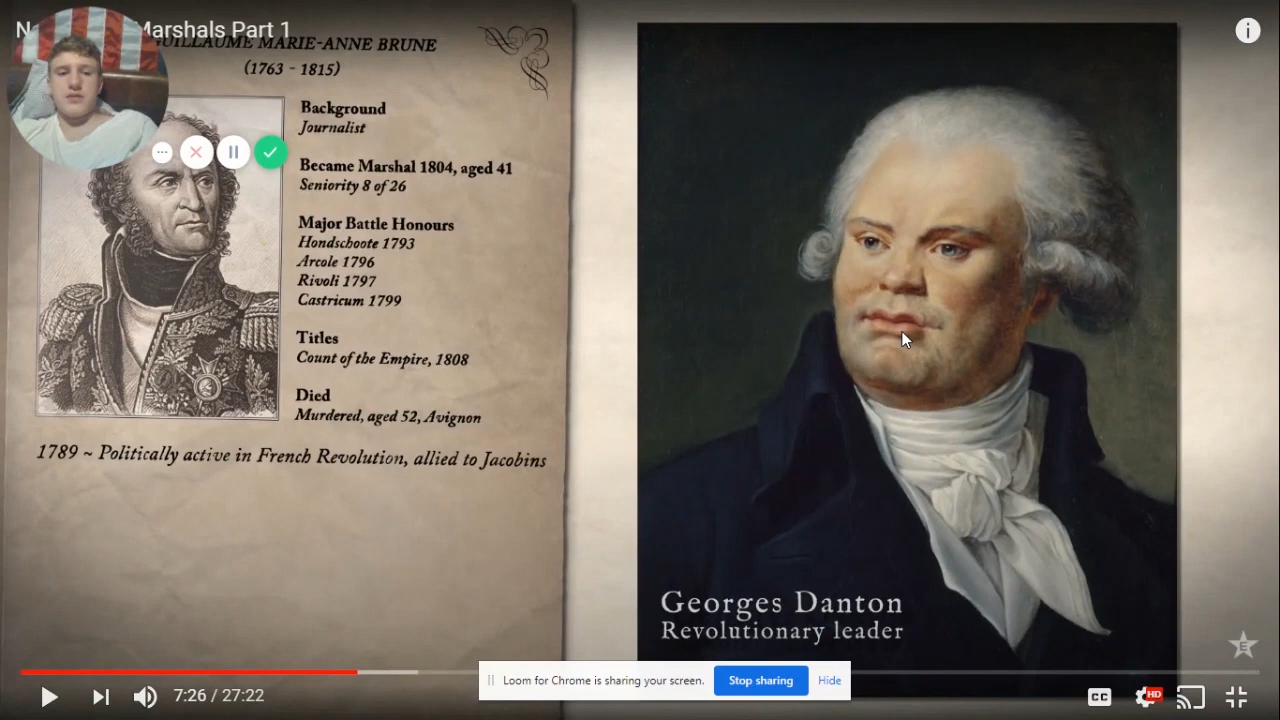 Marshals Part 1
GUILLAUME MARIE-ANNE BRUNE
(1763 - 1815)
Background
Journalist
Became Marshal 1804, aged 41
Seniority 8 of 26
Major Battle Honours
Hondschoote 1793
Arcole 1796
Rivoli 1797
Castricum 1799
Titles
Count of the Empire, 1808
Died
Murdered, aged 52, Avignon
1789 ~ Politically active in French Revolution, allied to Jacobins
Georges Danton
Revolutionary leader
E
Loom for Chrome is sharing your screen.
Stop sharing
Hide
7:26 / 27:22
CC
HD